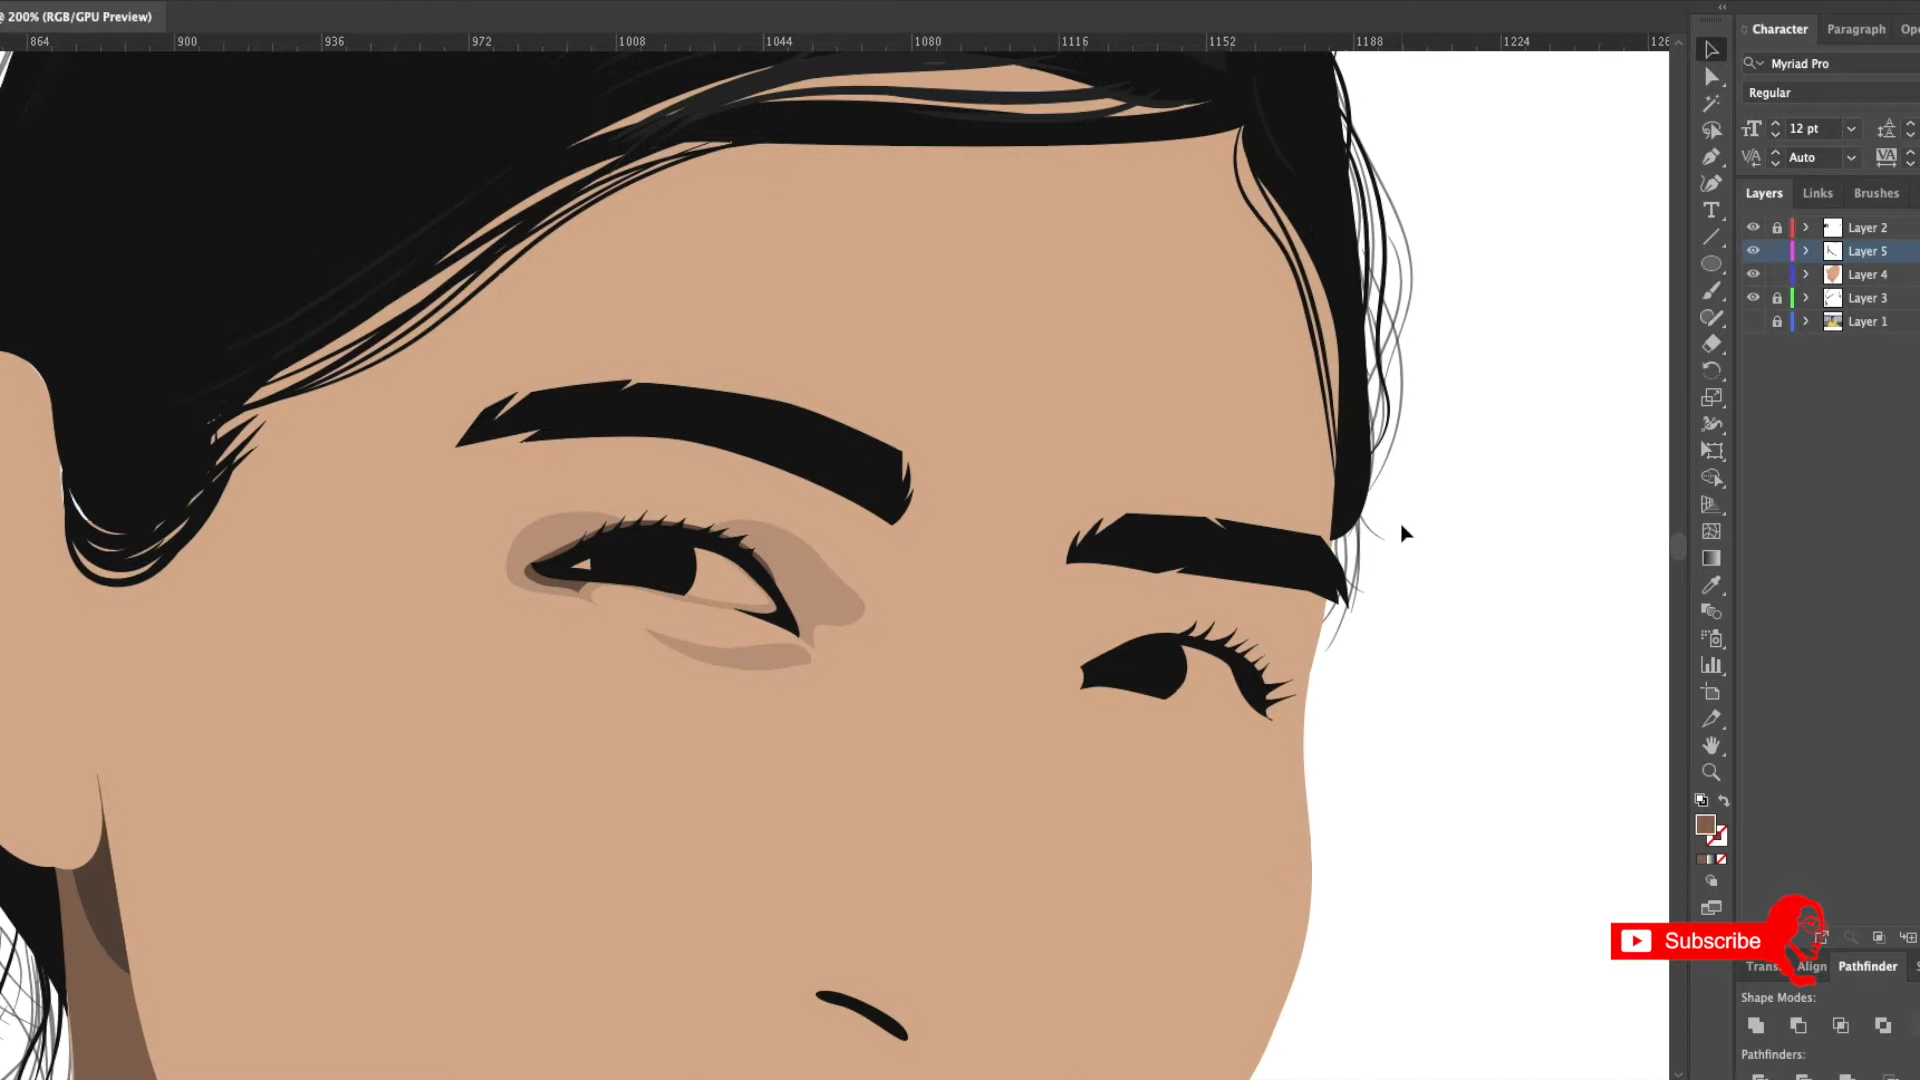 @ 200% (RGB/GPU Preview)
864 900 936 972 1008 1044 1080 1116 1152 1188 1224
Character Paragraph
Myriad Pro
Regular
12 pt
Auto
Layers Links Brushes
Layer 2
Layer 5
Layer 4
Layer 3
Layer 1
Subscribe
Align Pathfinder
Shape Modes:
Pathfinders: